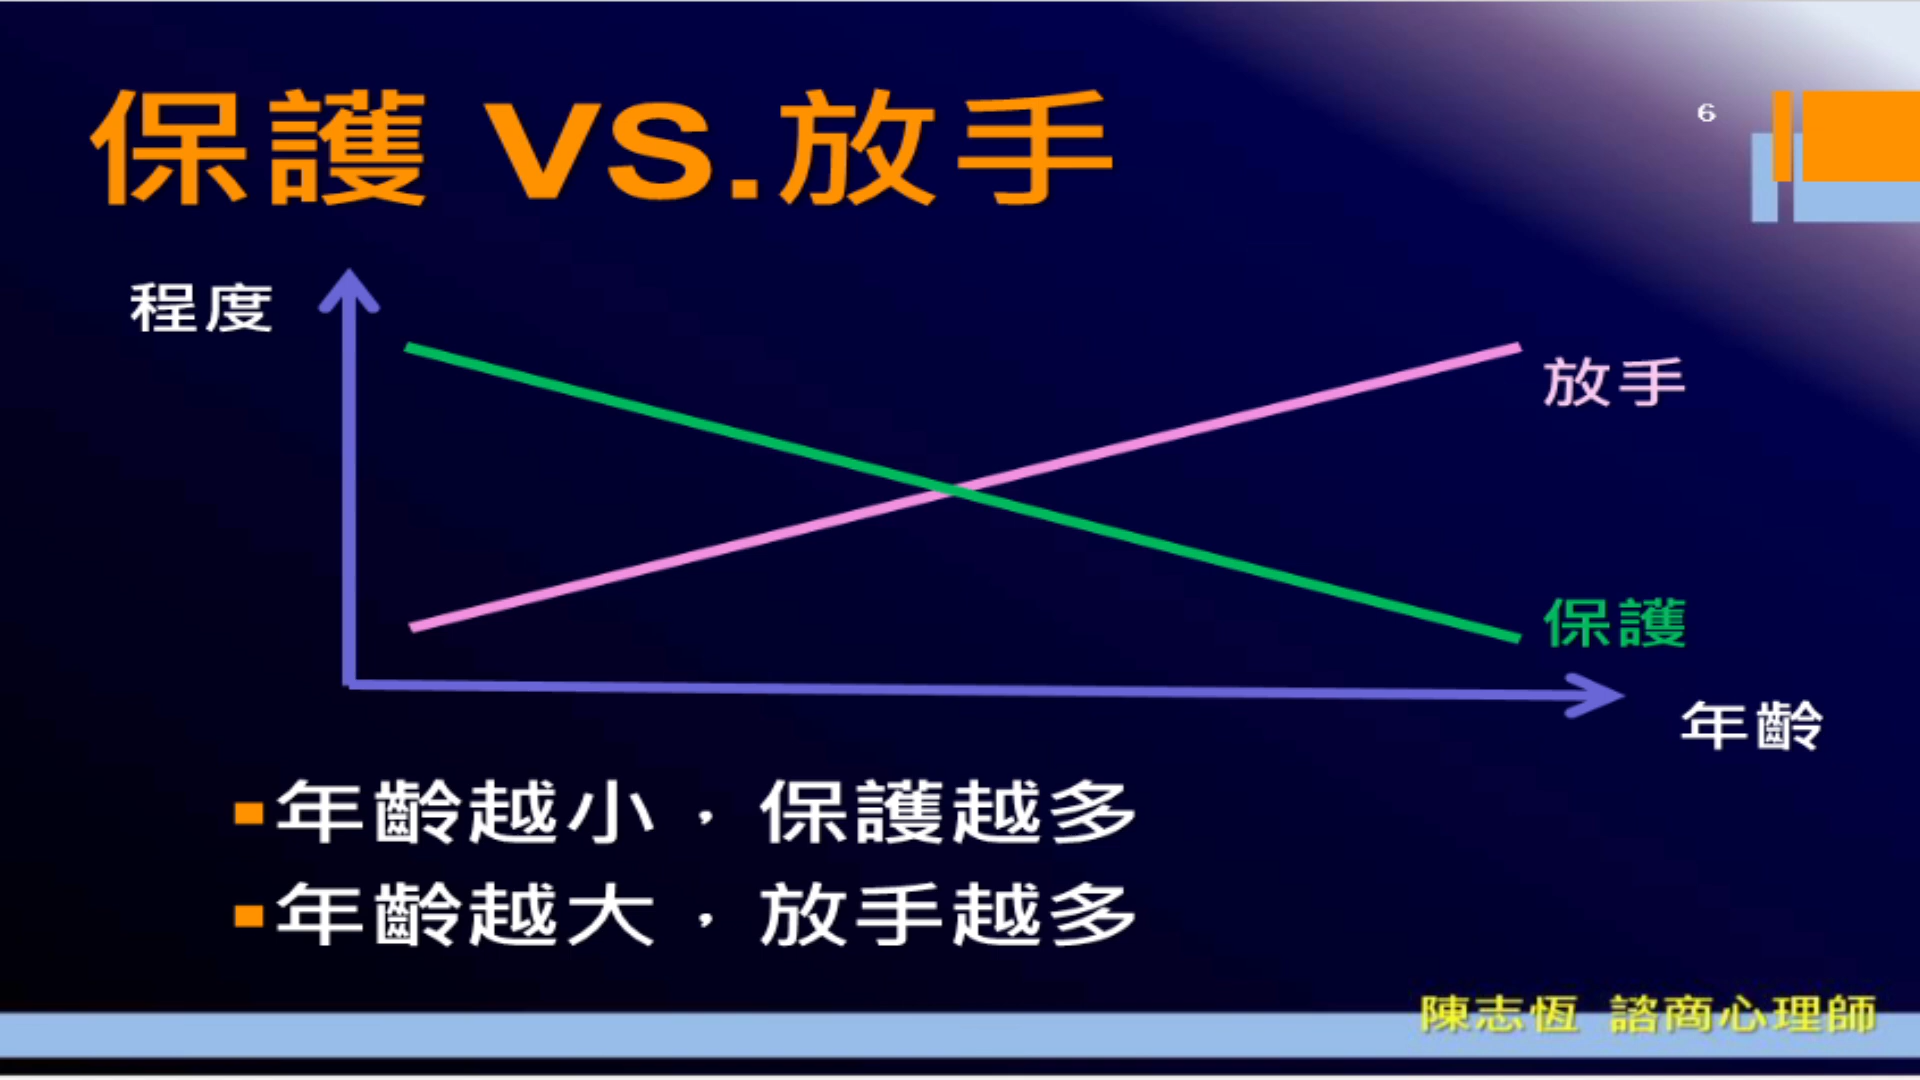 保護 VS.放手
6
程度
放手
保護
年齡
年齡越小，保護越多
年齡越大，放手越多
陳志恆 諮商心理師